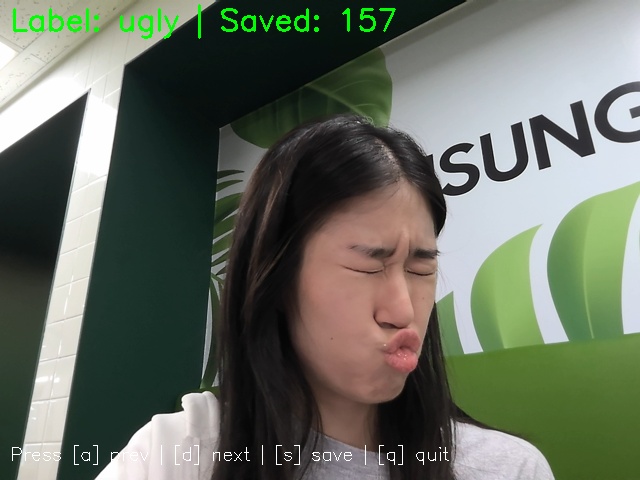 Label: ugly | Saved: 157
SUNG
Press [a] prev | [d] next | [s] save | [q] quit